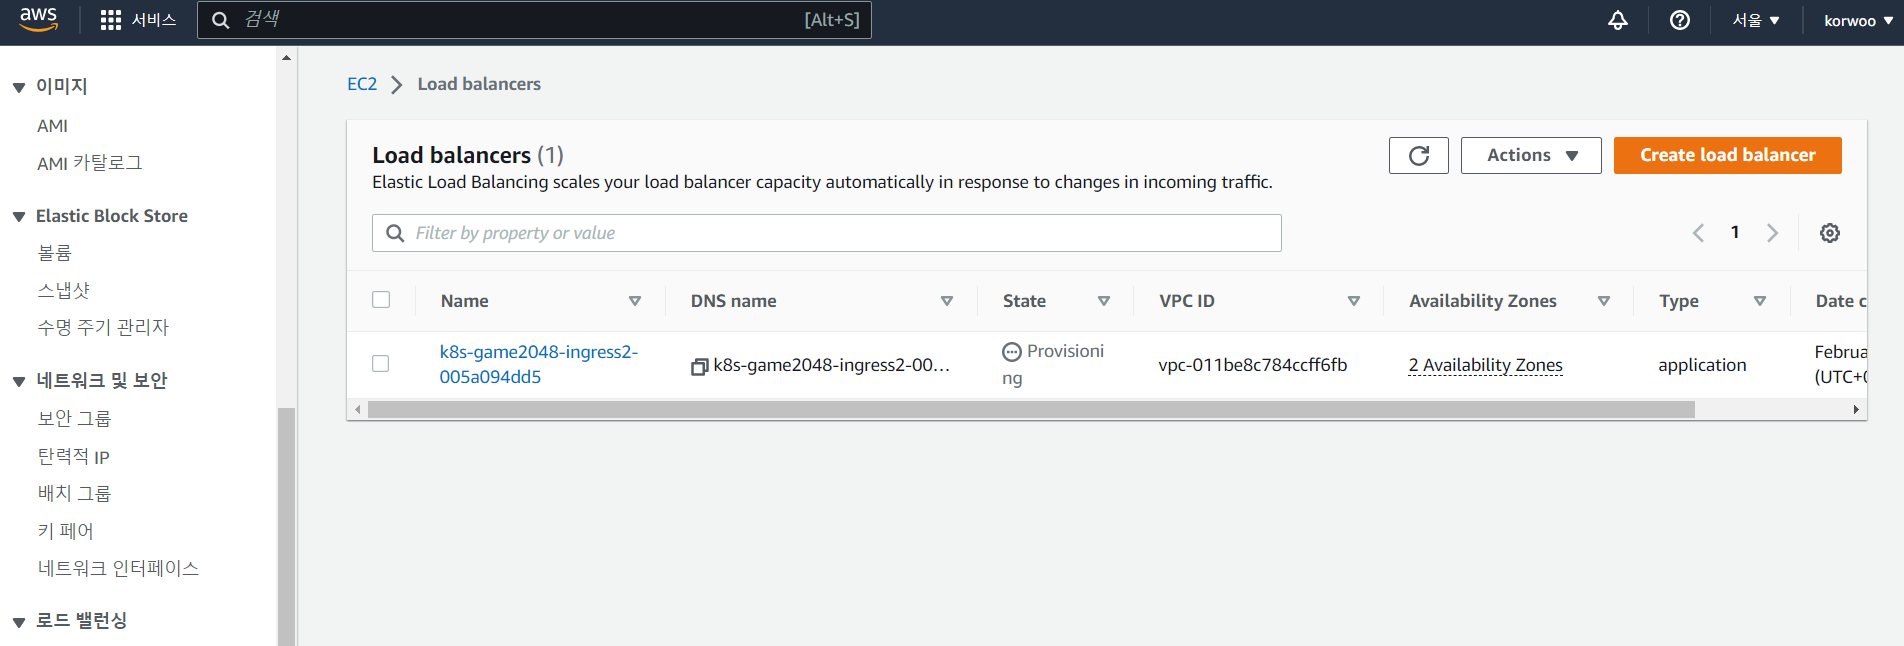 aws
서비스
검색
[Alt+S]
서울 ▼
korwoo ▼
이미지
AMI
AMI 카탈로그
Elastic Block Store
볼륨
스냅샷
수명 주기 관리자
네트워크 및 보안
보안 그룹
탄력적 IP
배치 그룹
키 페어
네트워크 인터페이스
로드 밸런싱
EC2 > Load balancers
Load balancers (1)
Elastic Load Balancing scales your load balancer capacity automatically in response to changes in incoming traffic.
Actions
Create load balancer
Filter by property or value
1
Name
DNS name
State
VPC ID
Availability Zones
Type
Date c
k8s-game2048-ingress2-
005a094dd5
k8s-game2048-ingress2-00...
Provisioni
ng
vpc-011be8c784ccff6fb
2 Availability Zones
application
Februa
(UTC+0